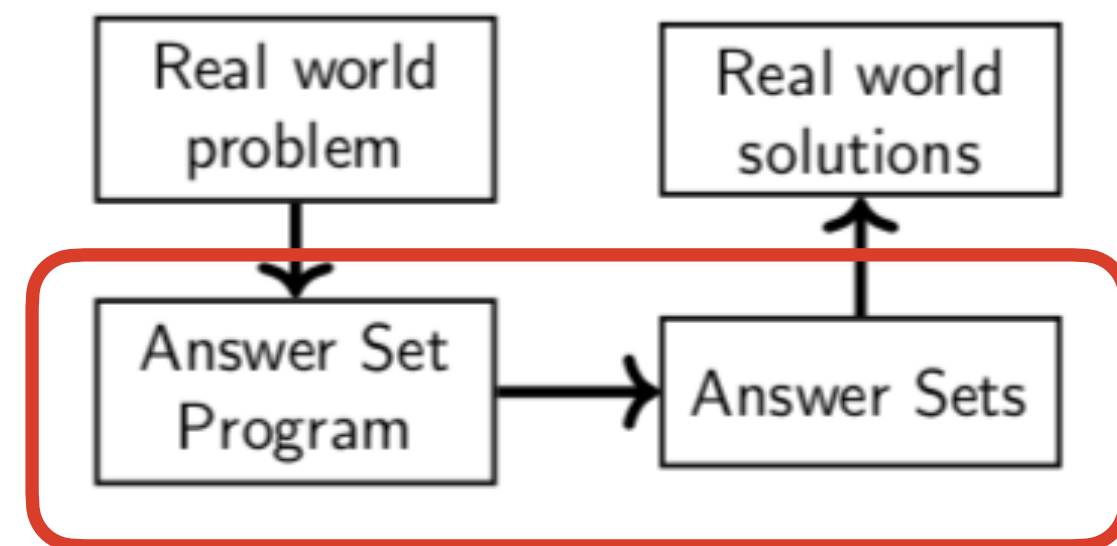 Real world
problem
Real world
solutions
Answer Set
Program
Answer Sets